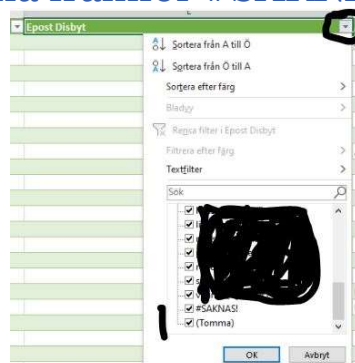 Epost Disbyt
Sortera från A till Ö
Sortera från Ö till A
Sortera efter färg
Bladvy
Rensa filter i Epost Disbyt
Filtrera efter färg
Textfilter
Sök
#SAKNAS!
(Tomma)
OK Avbryt